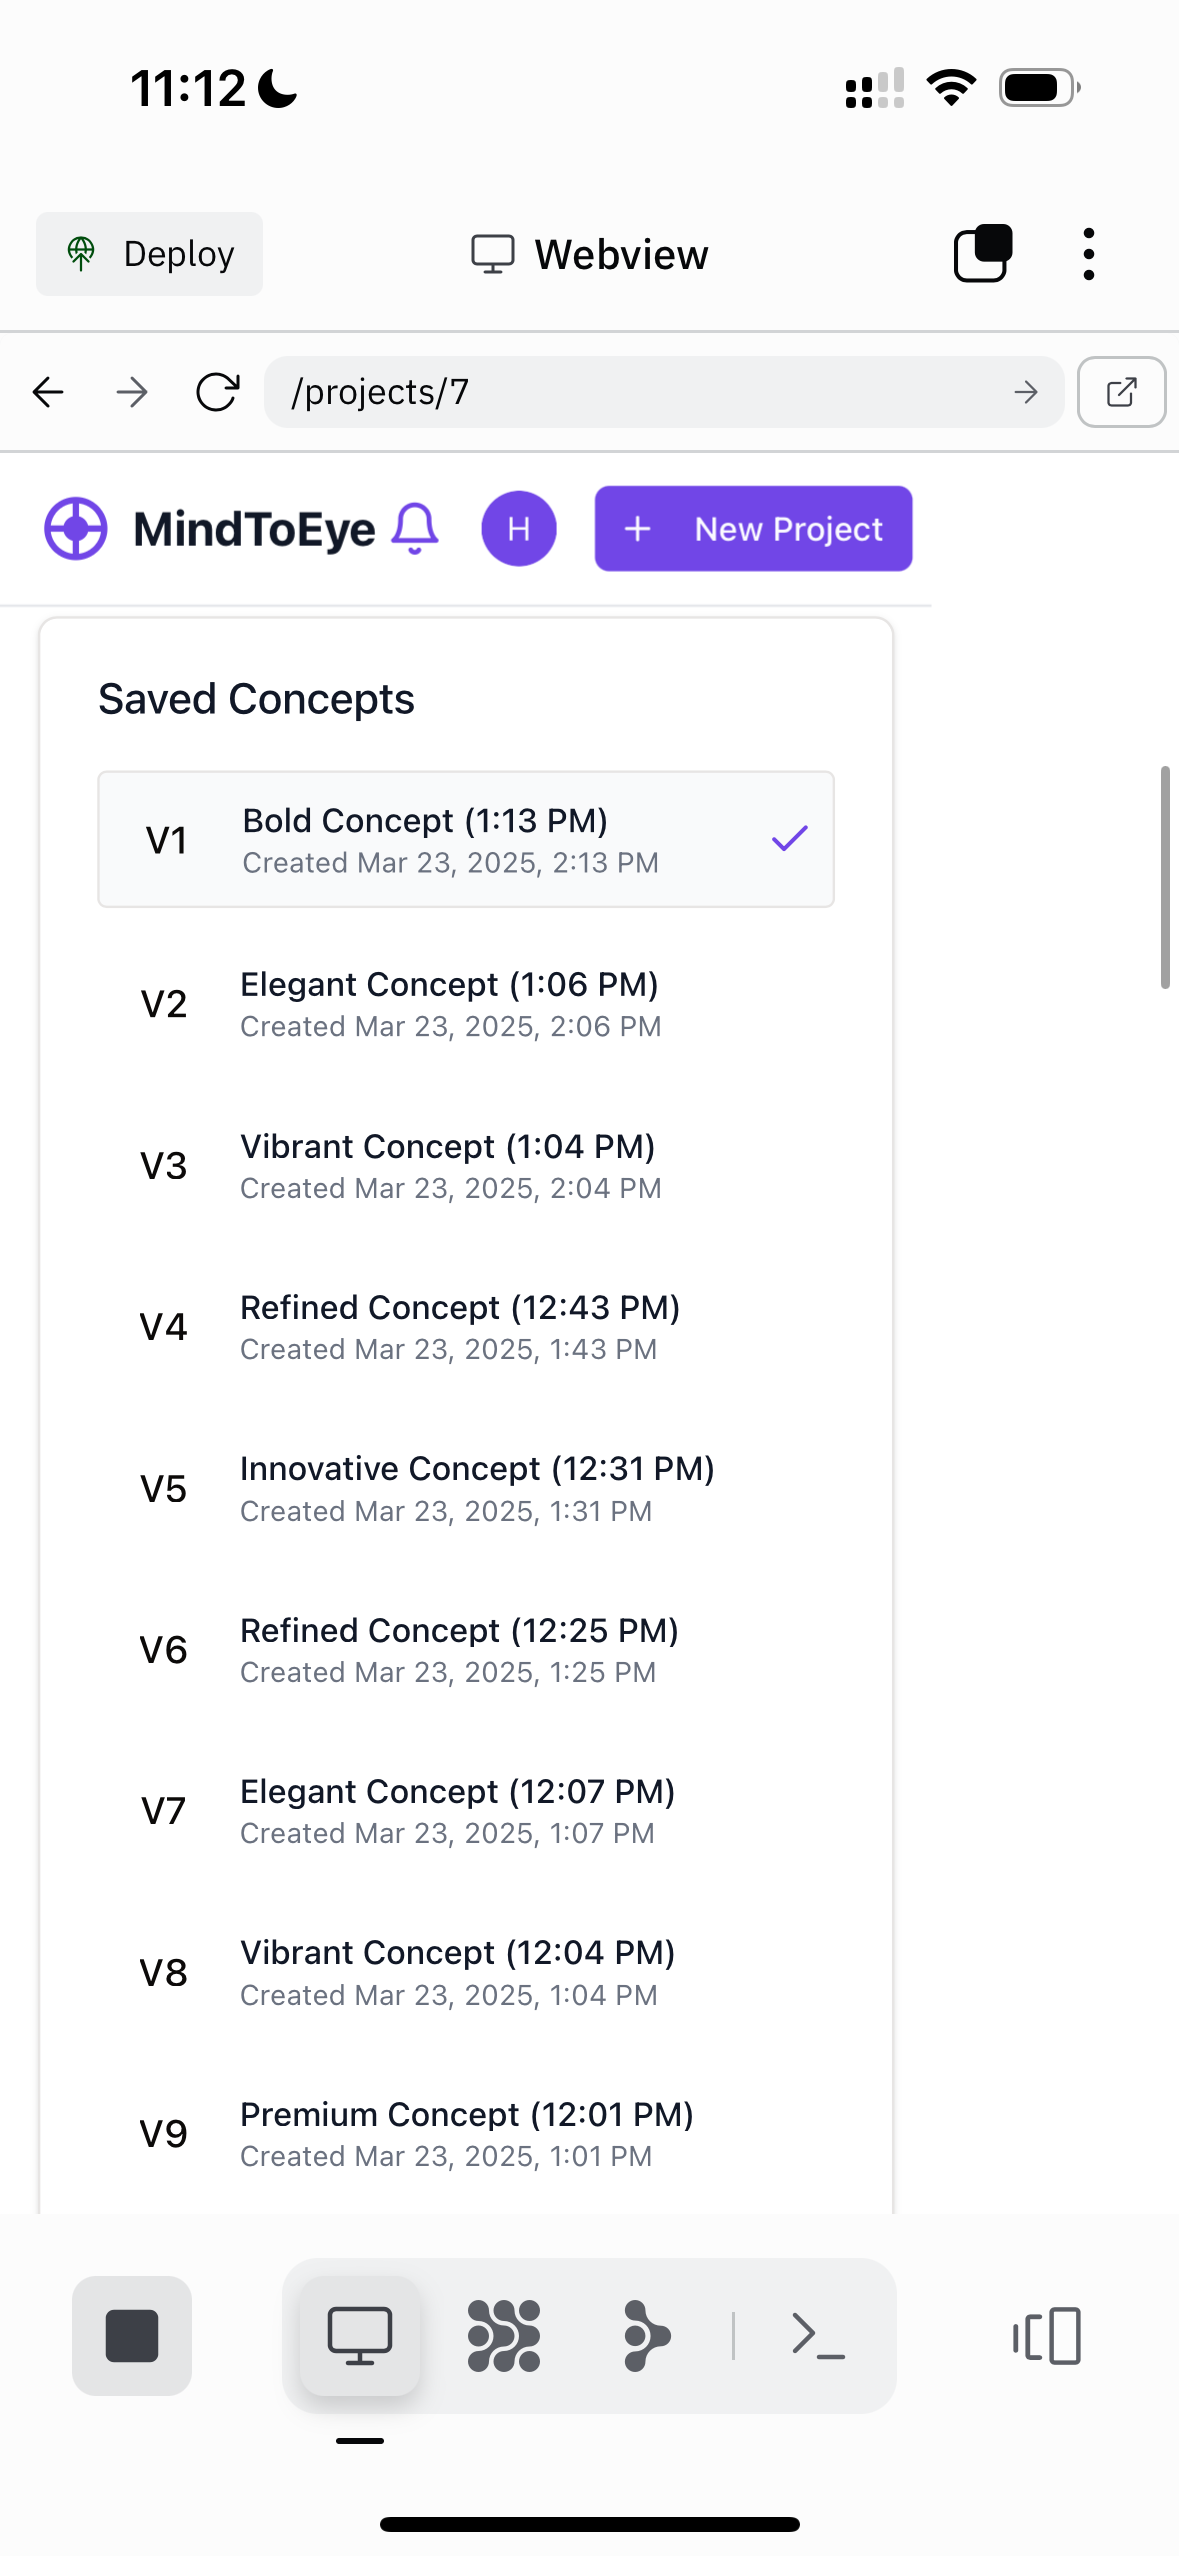 11:12
Deploy
Webview
/projects/7
MindToEye
H
+ New Project
Saved Concepts
V1
Bold Concept (1:13 PM)
Created Mar 23, 2025, 2:13 PM
V2
Elegant Concept (1:06 PM)
Created Mar 23, 2025, 2:06 PM
V3
Vibrant Concept (1:04 PM)
Created Mar 23, 2025, 2:04 PM
V4
Refined Concept (12:43 PM)
Created Mar 23, 2025, 1:43 PM
V5
Innovative Concept (12:31 PM)
Created Mar 23, 2025, 1:31 PM
V6
Refined Concept (12:25 PM)
Created Mar 23, 2025, 1:25 PM
V7
Elegant Concept (12:07 PM)
Created Mar 23, 2025, 1:07 PM
V8
Vibrant Concept (12:04 PM)
Created Mar 23, 2025, 1:04 PM
V9
Premium Concept (12:01 PM)
Created Mar 23, 2025, 1:01 PM